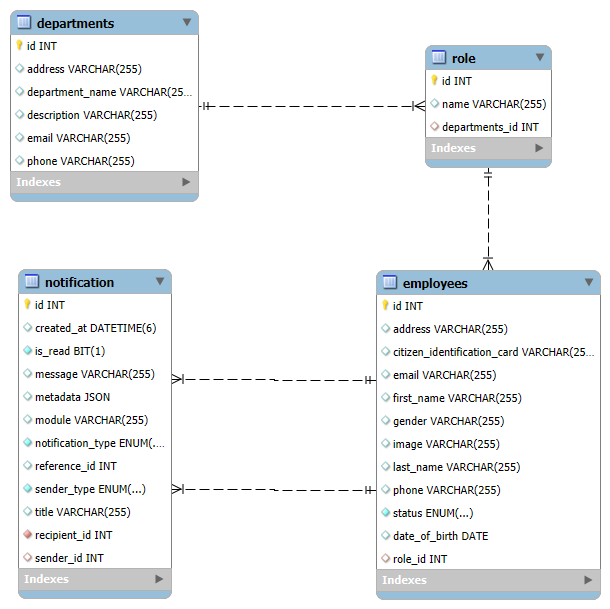 departments
id INT
address VARCHAR(255)
department_name VARCHAR(25...
description VARCHAR(255)
email VARCHAR(255)
phone VARCHAR(255)
Indexes
role
id INT
name VARCHAR(255)
departments_id INT
Indexes
notification
id INT
created_at DATETIME(6)
is_read BIT(1)
message VARCHAR(255)
metadata JSON
module VARCHAR(255)
notification_type ENUM(...
reference_id INT
sender_type ENUM(...)
title VARCHAR(255)
recipient_id INT
sender_id INT
Indexes
employees
id INT
address VARCHAR(255)
citizen_identification_card VARCHAR(25...
email VARCHAR(255)
first_name VARCHAR(255)
gender VARCHAR(255)
image VARCHAR(255)
last_name VARCHAR(255)
phone VARCHAR(255)
status ENUM(...)
date_of_birth DATE
role_id INT
Indexes